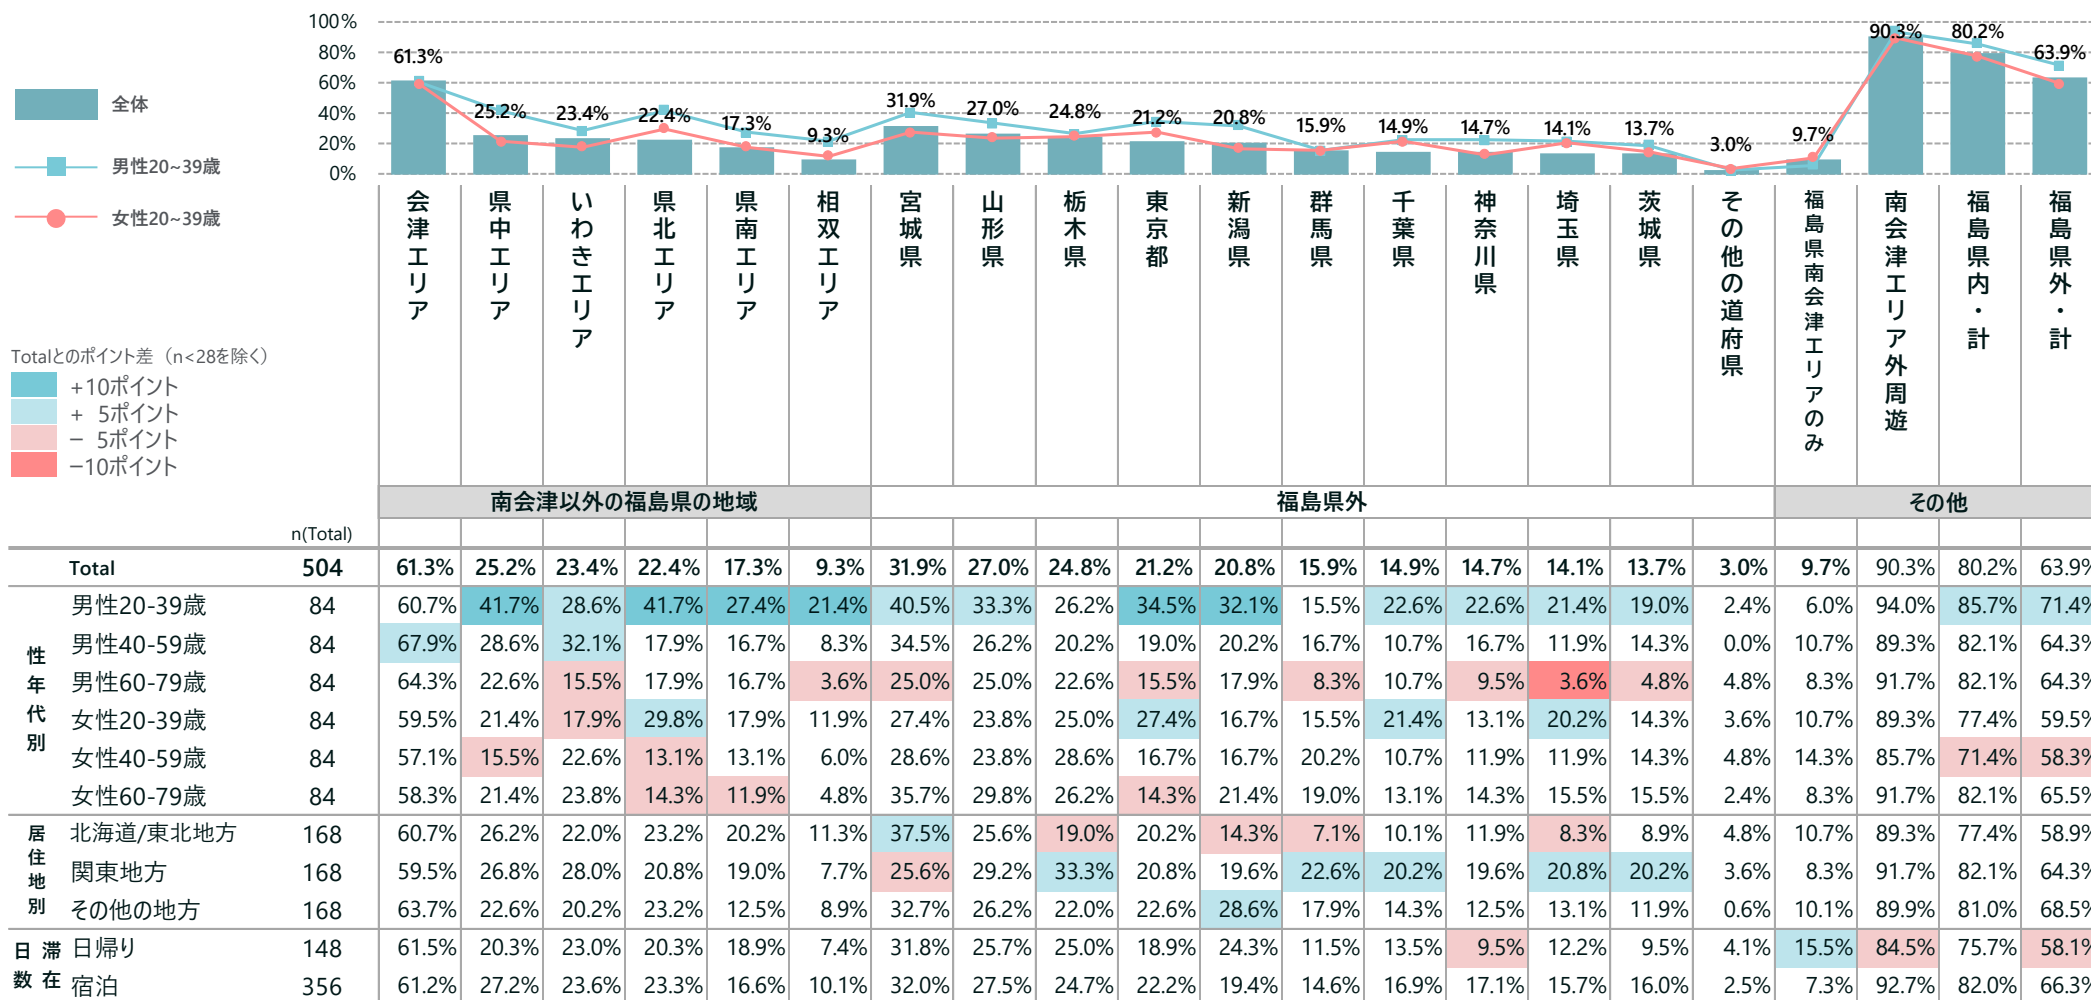 100%
80%
60%
40%
20%
0%
全体
男性20~39歳
女性20~39歳
61.3% 25.2% 23.4% 22.4% 17.3% 9.3% 31.9% 27.0% 24.8% 21.2% 20.8% 15.9% 14.9% 14.7% 14.1% 13.7% 3.0% 9.7% 90.3% 80.2% 63.9%
会津エリア
県中エリア
いわきエリア
県北エリア
県南エリア
相双エリア
宮城県
山形県
栃木県
東京都
新潟県
群馬県
千葉県
神奈川県
埼玉県
茨城県
その他の道府県
福島県南会津エリアのみ
南会津エリア外周遊
福島県内・計
福島県外・計
Totalとのポイント差（n<28を除く）
+10ポイント
+ 5ポイント
− 5ポイント
−10ポイント
南会津以外の福島県の地域 福島県外 その他
n(Total)
Total 504 61.3% 25.2% 23.4% 22.4% 17.3% 9.3% 31.9% 27.0% 24.8% 21.2% 20.8% 15.9% 14.9% 14.7% 14.1% 13.7% 3.0% 9.7% 90.3% 80.2% 63.9%
性年代別
男性20-39歳 84 60.7% 41.7% 28.6% 41.7% 27.4% 21.4% 40.5% 33.3% 26.2% 34.5% 32.1% 15.5% 22.6% 22.6% 21.4% 19.0% 2.4% 6.0% 94.0% 85.7% 71.4%
男性40-59歳 84 67.9% 28.6% 32.1% 17.9% 16.7% 8.3% 34.5% 26.2% 20.2% 19.0% 20.2% 16.7% 10.7% 16.7% 11.9% 14.3% 0.0% 10.7% 89.3% 82.1% 64.3%
男性60-79歳 84 64.3% 22.6% 15.5% 17.9% 16.7% 3.6% 25.0% 25.0% 22.6% 15.5% 17.9% 8.3% 10.7% 9.5% 3.6% 4.8% 4.8% 8.3% 91.7% 82.1% 64.3%
女性20-39歳 84 59.5% 21.4% 17.9% 29.8% 17.9% 11.9% 27.4% 23.8% 25.0% 27.4% 16.7% 15.5% 21.4% 13.1% 20.2% 14.3% 3.6% 10.7% 89.3% 77.4% 59.5%
女性40-59歳 84 57.1% 15.5% 22.6% 13.1% 13.1% 6.0% 28.6% 23.8% 28.6% 16.7% 16.7% 20.2% 10.7% 11.9% 11.9% 14.3% 4.8% 14.3% 85.7% 71.4% 58.3%
女性60-79歳 84 58.3% 21.4% 23.8% 14.3% 11.9% 4.8% 35.7% 29.8% 26.2% 14.3% 21.4% 19.0% 13.1% 14.3% 15.5% 15.5% 2.4% 8.3% 91.7% 82.1% 65.5%
居住地別
北海道/東北地方 168 60.7% 26.2% 22.0% 23.2% 20.2% 11.3% 37.5% 25.6% 19.0% 20.2% 14.3% 7.1% 10.1% 11.9% 8.3% 8.9% 4.8% 10.7% 89.3% 77.4% 58.9%
関東地方 168 59.5% 26.8% 28.0% 20.8% 19.0% 7.7% 25.6% 29.2% 33.3% 20.8% 19.6% 22.6% 20.2% 19.6% 20.8% 20.2% 3.6% 8.3% 91.7% 82.1% 64.3%
その他の地方 168 63.7% 22.6% 20.2% 23.2% 12.5% 8.9% 32.7% 26.2% 22.0% 22.6% 28.6% 17.9% 14.3% 12.5% 13.1% 11.9% 0.6% 10.1% 89.9% 81.0% 68.5%
滞在日数
日帰り 148 61.5% 20.3% 23.0% 20.3% 18.9% 7.4% 31.8% 25.7% 25.0% 18.9% 24.3% 11.5% 13.5% 9.5% 12.2% 9.5% 4.1% 15.5% 84.5% 75.7% 58.1%
宿泊 356 61.2% 27.2% 23.6% 23.3% 16.6% 10.1% 32.0% 27.5% 24.7% 22.2% 19.4% 14.6% 16.9% 17.1% 15.7% 16.0% 2.5% 7.3% 92.7% 82.0% 66.3%